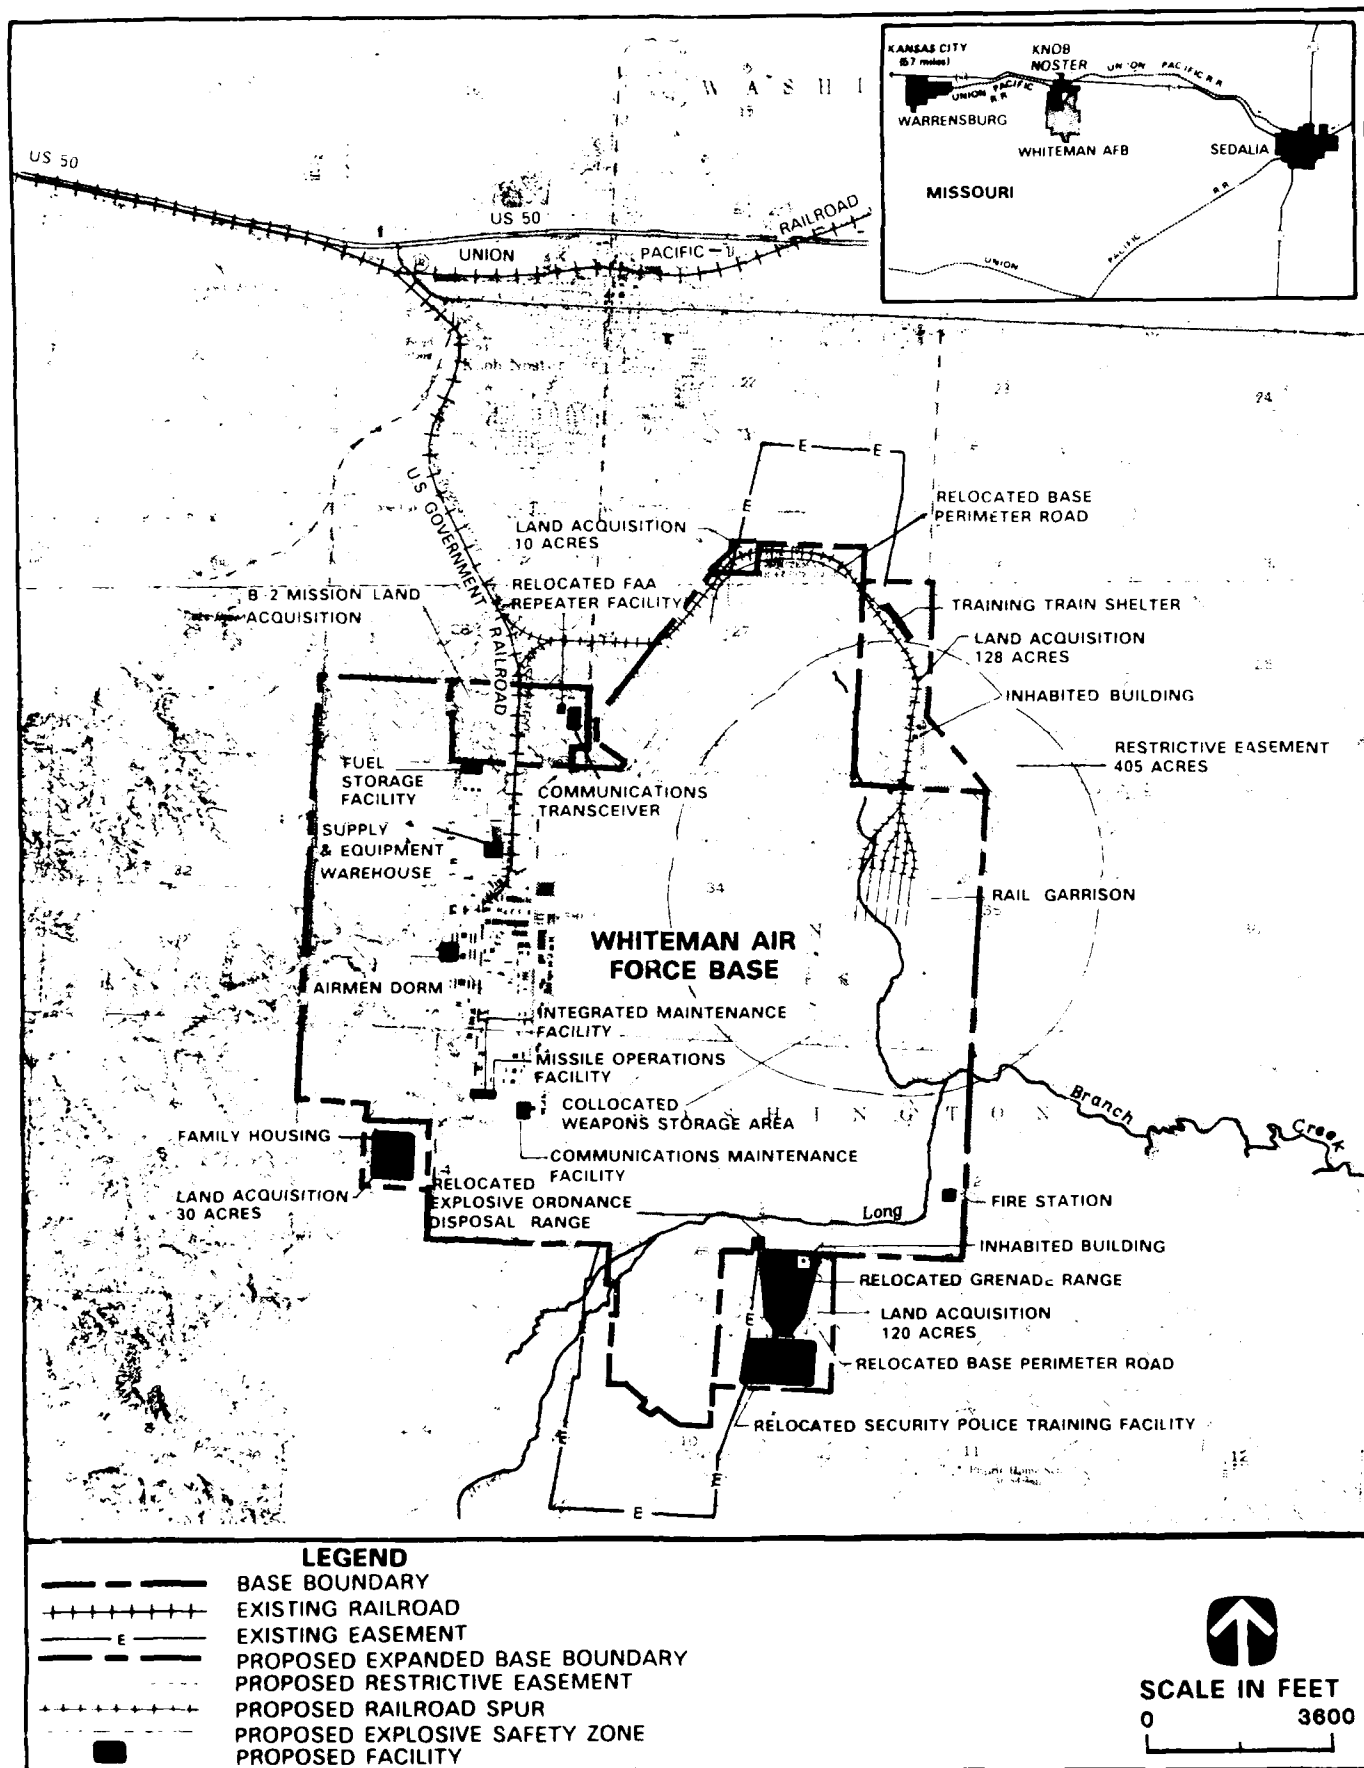 W A S H I
15
US 50
US 50
UNION
PACIFIC
RAILROAD
KANSAS CITY
(67 miles)
KNOB
NOSTER
UNION PACIFIC R R
UNION PACIFIC
R R
WARRENSBURG
WHITEMAN AFB
SEDALIA
MISSOURI
R R
PACIFIC
UNION
Knob Noster
22
23
24
E
E
E
U S GOVERNMENT RAILROAD
LAND ACQUISITION
10 ACRES
RELOCATED BASE
PERIMETER ROAD
B-2 MISSION LAND
ACQUISITION
RELOCATED FAA
REPEATER FACILITY
27
TRAINING TRAIN SHELTER
LAND ACQUISITION
128 ACRES
INHABITED BUILDING
RESTRICTIVE EASEMENT
405 ACRES
FUEL
STORAGE
FACILITY
COMMUNICATIONS
TRANSCEIVER
SUPPLY
& EQUIPMENT
WAREHOUSE
32
34
RAIL GARRISON
35
WHITEMAN AIR
FORCE BASE
AIRMEN DORM
INTEGRATED MAINTENANCE
FACILITY
MISSILE OPERATIONS
FACILITY
COLLOCATED
WEAPONS STORAGE AREA
S H I N G T O N
Branch
Creek
FAMILY HOUSING
COMMUNICATIONS MAINTENANCE
FACILITY
LAND ACQUISITION
30 ACRES
RELOCATED
EXPLOSIVE ORDNANCE
DISPOSAL RANGE
Long
FIRE STATION
INHABITED BUILDING
RELOCATED GRENADE RANGE
E
LAND ACQUISITION
120 ACRES
RELOCATED BASE PERIMETER ROAD
RELOCATED SECURITY POLICE TRAINING FACILITY
E
10
11
12
E
E
LEGEND
BASE BOUNDARY
EXISTING RAILROAD
E
EXISTING EASEMENT
PROPOSED EXPANDED BASE BOUNDARY
PROPOSED RESTRICTIVE EASEMENT
PROPOSED RAILROAD SPUR
PROPOSED EXPLOSIVE SAFETY ZONE
PROPOSED FACILITY
SCALE IN FEET
0 3600